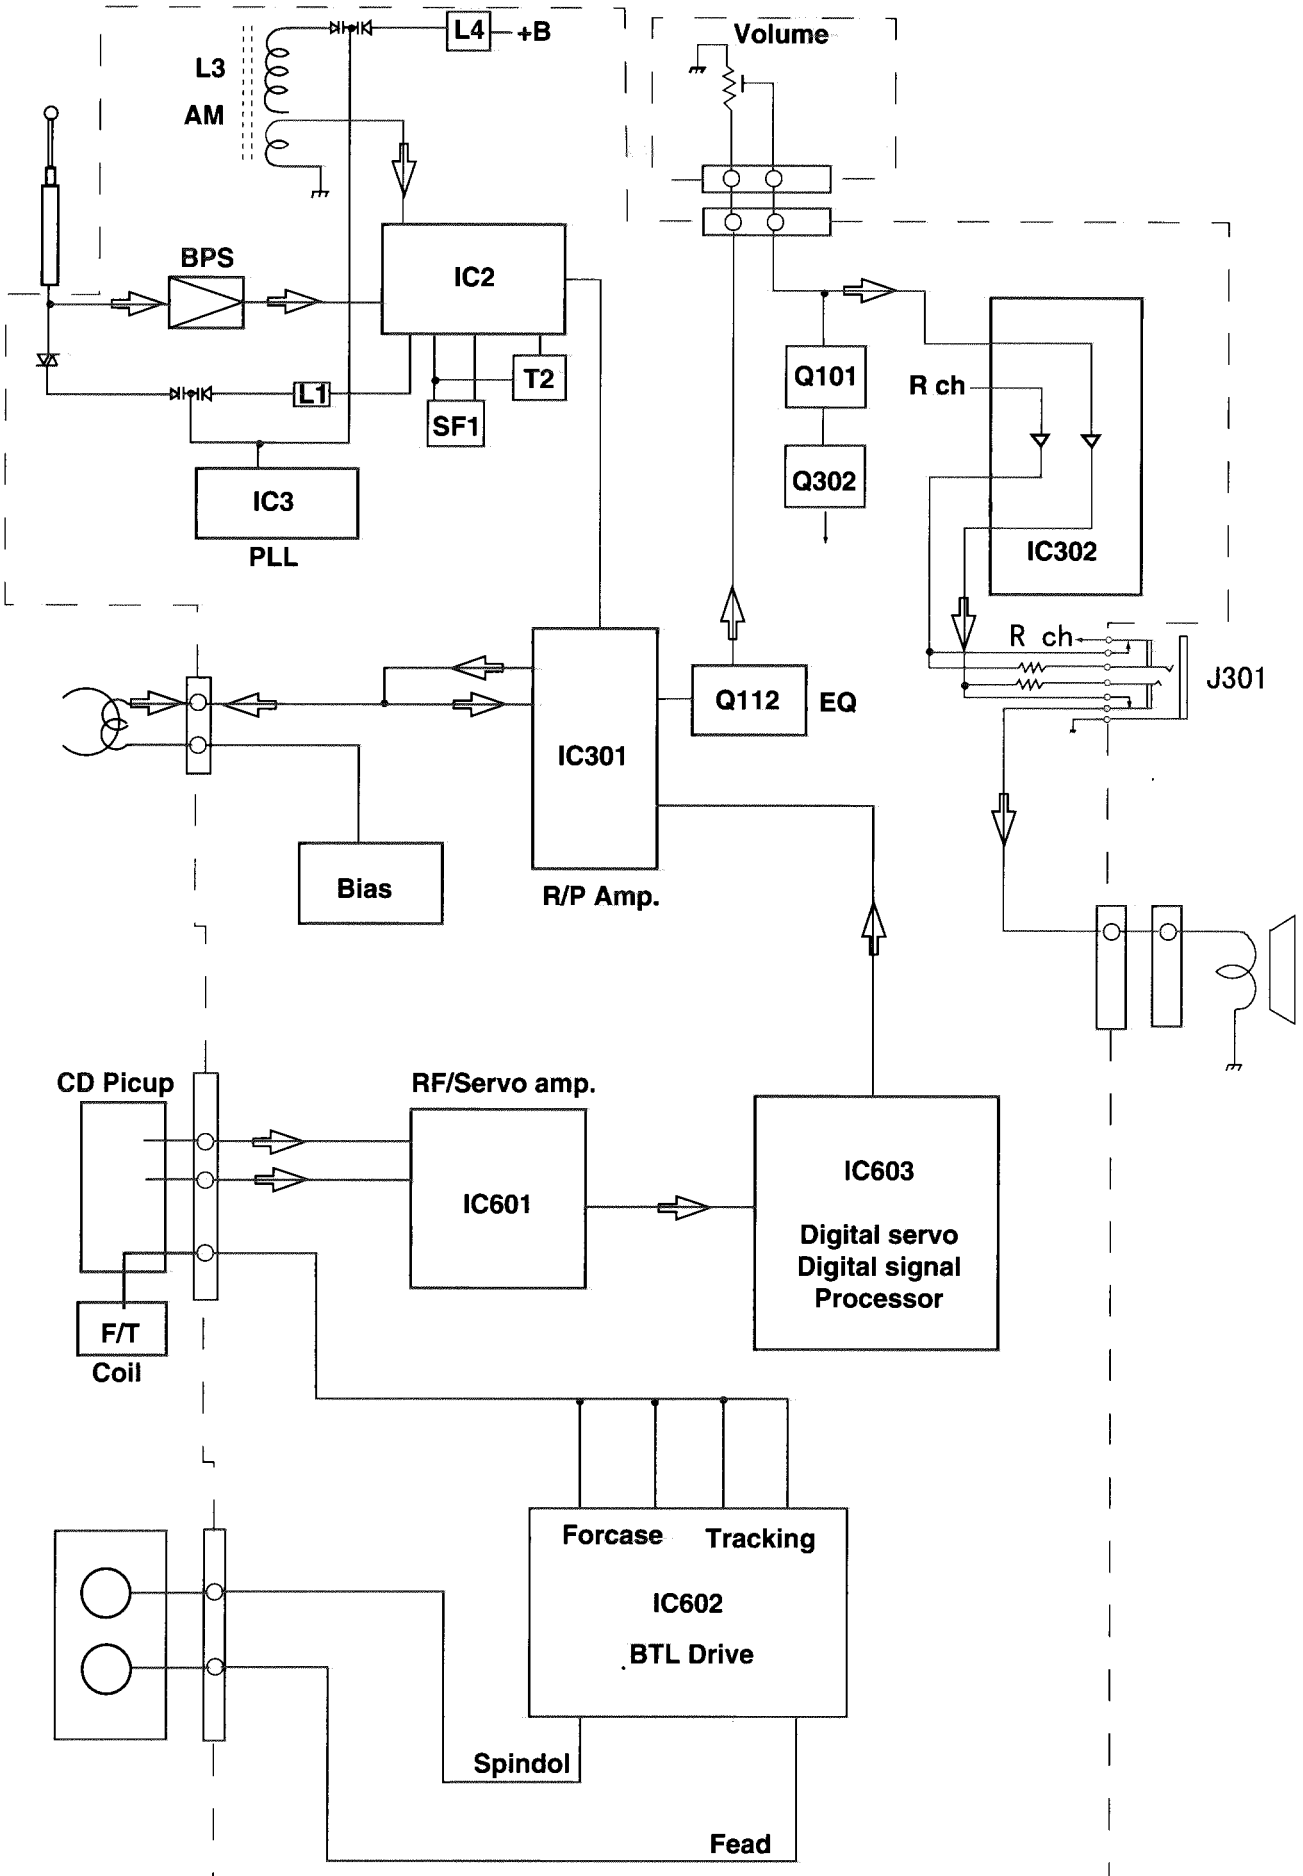 L4
+B
L3
AM
Volume
BPS
IC2
T2
L1
SF1
IC3
PLL
Q101
R ch
Q302
IC302
R ch
J301
Q112
EQ
IC301
R/P Amp.
Bias
CD Picup
RF/Servo amp.
IC601
IC603
Digital servo
Digital signal
Processor
F/T
Coil
Forcase
Tracking
IC602
BTL Drive
Spindol
Fead